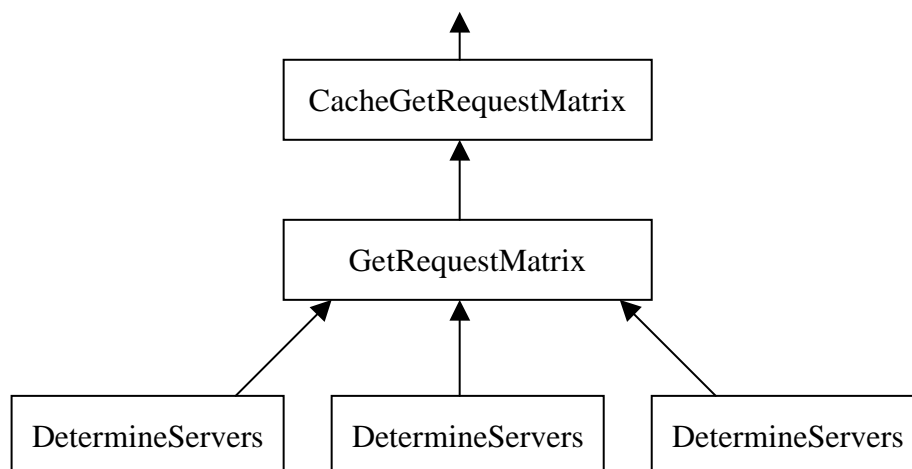 CacheGetRequestMatrix
GetRequestMatrix
DetermineServers
DetermineServers
DetermineServers